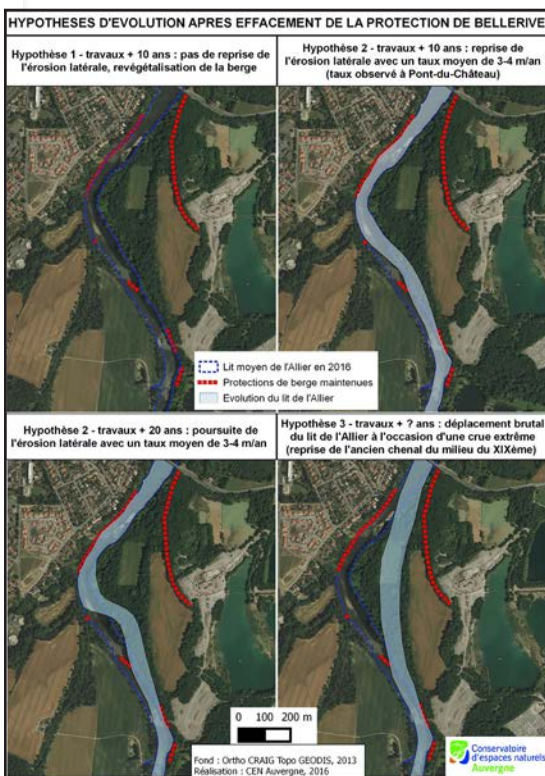 HYPOTHESES D'EVOLUTION APRES EFFACEMENT DE LA PROTECTION DE BELLERIVE
Hypothèse 1 - travaux + 10 ans : pas de reprise de
l'érosion latérale, revégétalisation de la berge
Hypothèse 2 - travaux + 10 ans : reprise de
l'érosion latérale avec un taux moyen de 3-4 m/an
(taux observé à Pont-du-Château)
Lit moyen de l'Allier en 2016
Protections de berge maintenues
Evolution du lit de l'Allier
Hypothèse 2 - travaux + 20 ans : poursuite de
l'érosion latérale avec un taux moyen de 3-4 m/an
Hypothèse 3 - travaux + ? ans : déplacement brutal
du lit de l'Allier à l'occasion d'une crue extrême
(reprise de l'ancien chenal du milieu du XIXéme)
0 100 200 m
Fond : Ortho CRAIG Topo GEODIS, 2013
Réalisation : CEN Auvergne, 2016
Conservatoire
d'espaces naturels
Auvergne